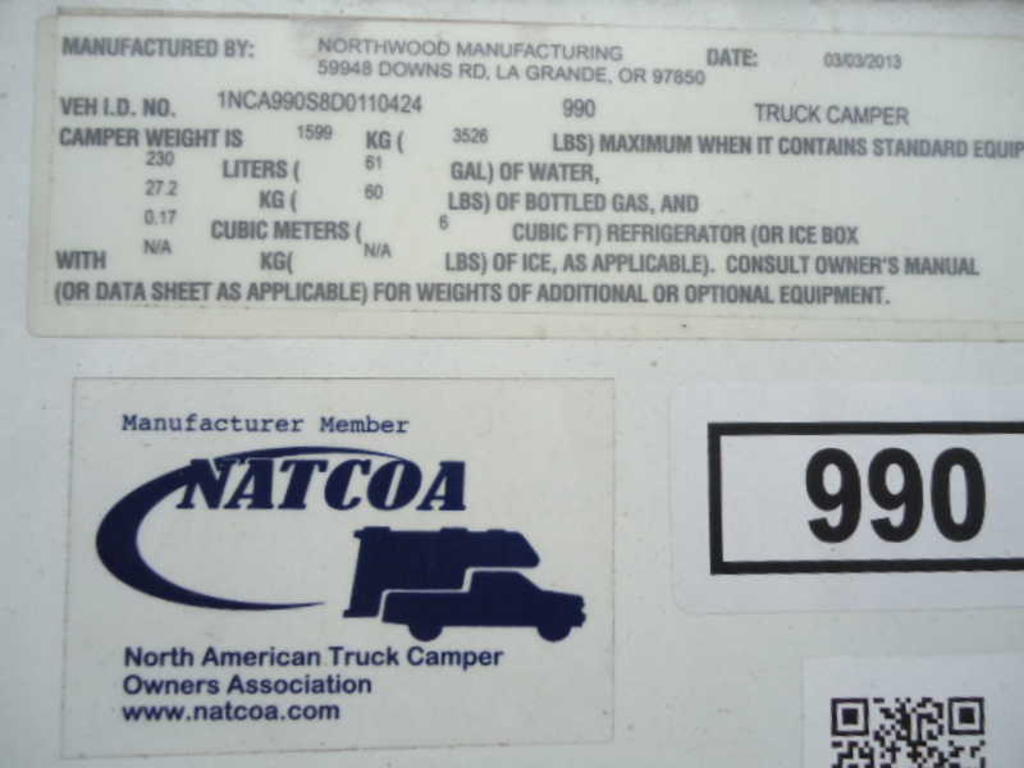 MANUFACTURED BY: NORTHWOOD MANUFACTURING DATE: 03/03/2013
59948 DOWNS RD, LA GRANDE, OR 97850
VEH I.D. NO. 1NCA990S8D0110424 990 TRUCK CAMPER
CAMPER WEIGHT IS 1599 KG ( 3526 LBS) MAXIMUM WHEN IT CONTAINS STANDARD EQUIP
230 LITERS ( 61 GAL) OF WATER,
27.2 KG ( 60 LBS) OF BOTTLED GAS, AND
0.17 CUBIC METERS ( 6 CUBIC FT) REFRIGERATOR (OR ICE BOX
WITH N/A KG( N/A LBS) OF ICE, AS APPLICABLE). CONSULT OWNER'S MANUAL
(OR DATA SHEET AS APPLICABLE) FOR WEIGHTS OF ADDITIONAL OR OPTIONAL EQUIPMENT.
Manufacturer Member
NATCOA
North American Truck Camper
Owners Association
www.natcoa.com
990